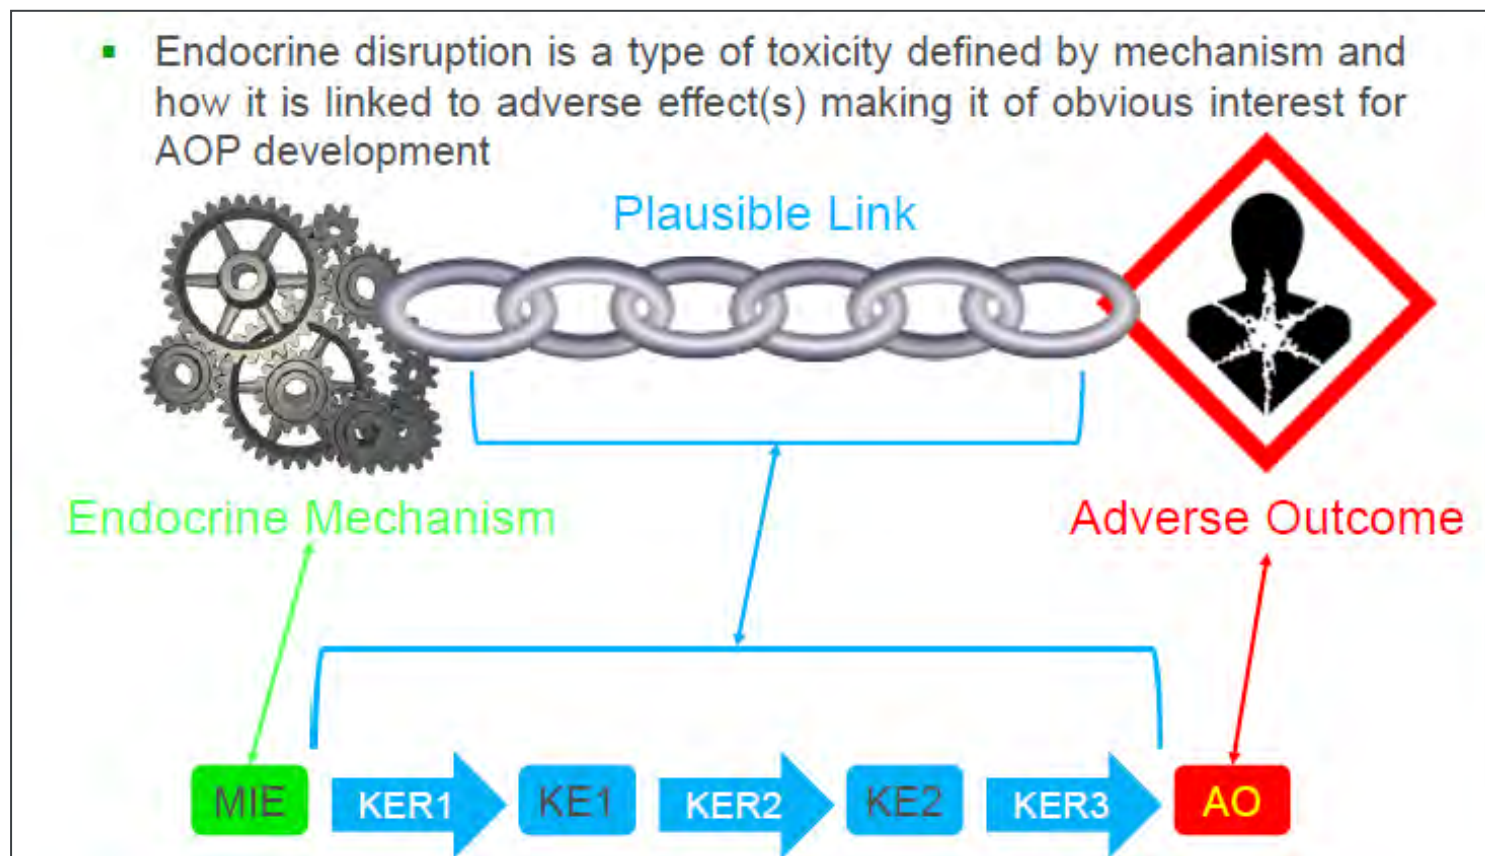 ▪ Endocrine disruption is a type of toxicity defined by mechanism and
how it is linked to adverse effect(s) making it of obvious interest for
AOP development
Plausible Link
Endocrine Mechanism
Adverse Outcome
MIE KER1 KE1 KER2 KE2 KER3 AO